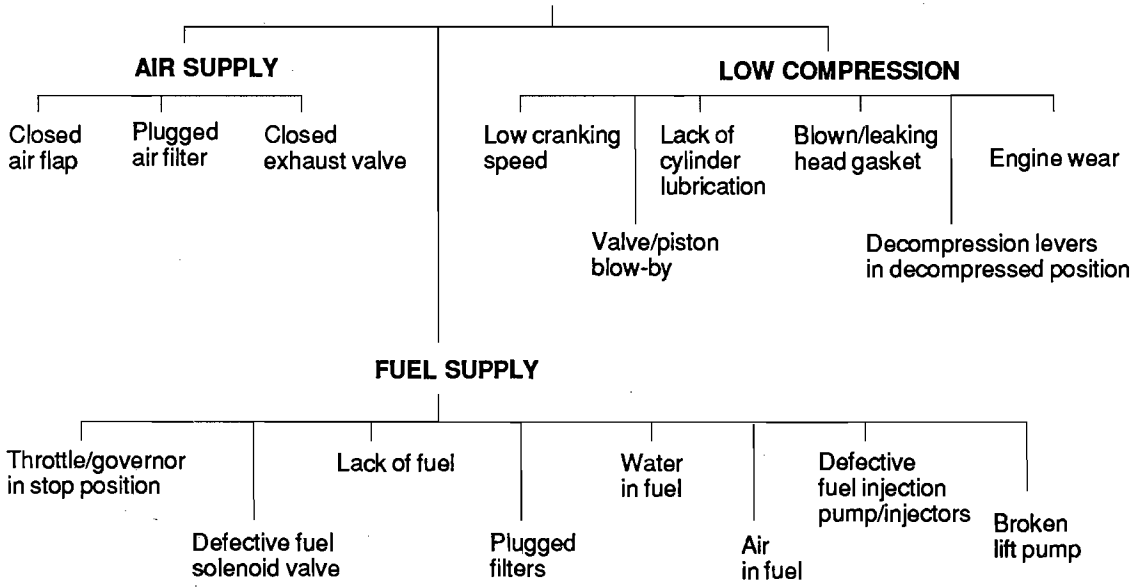 AIR SUPPLY
Closed
air flap
Plugged
air filter
Closed
exhaust valve
LOW COMPRESSION
Low cranking
speed
Valve/piston
blow-by
Lack of
cylinder
lubrication
Blown/leaking
head gasket
Decompression levers
in decompressed position
Engine wear
FUEL SUPPLY
Throttle/governor
in stop position
Defective fuel
solenoid valve
Lack of fuel
Plugged
filters
Water
in fuel
Air
in fuel
Defective
fuel injection
pump/injectors
Broken
lift pump